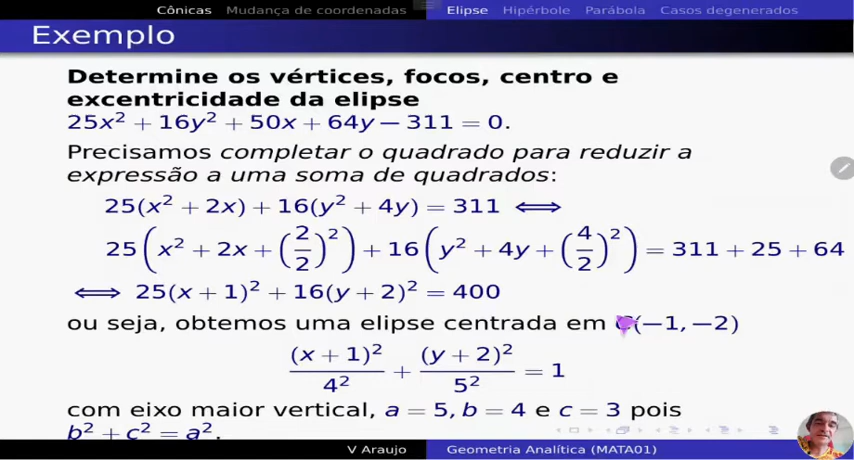 Cônicas Mudança de coordenadas Elipse Hipérbole Parábola Casos degenerados
Exemplo
Determine os vértices, focos, centro e
excentricidade da elipse
25x² + 16y² + 50x + 64y − 311 = 0.
Precisamos completar o quadrado para reduzir a
expressão a uma soma de quadrados:
25(x² + 2x) + 16(y² + 4y) = 311 ⟺
25(x² + 2x + (2/2)²) + 16(y² + 4y + (4/2)²) = 311 + 25 + 64
⟺ 25(x + 1)² + 16(y + 2)² = 400
ou seja, obtemos uma elipse centrada em C(−1, −2)
(x + 1)²/4² + (y + 2)²/5² = 1
com eixo maior vertical, a = 5, b = 4 e c = 3 pois
b² + c² = a².
V Araujo Geometria Analítica (MATA01)